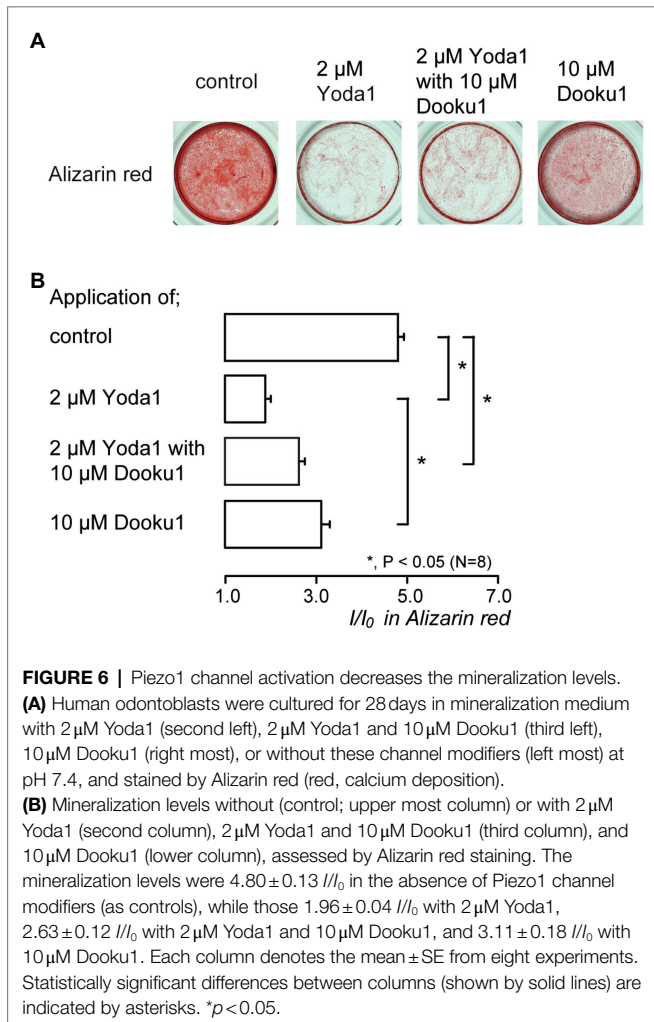 A
control
2 µM
Yoda1
2 µM Yoda1
with 10 µM
Dooku1
10 µM
Dooku1
Alizarin red
B
Application of;
control
2 µM Yoda1
2 µM Yoda1 with
10 µM Dooku1
10 µM Dooku1
*
*
*
*, P < 0.05 (N=8)
1.0 3.0 5.0 7.0
I/I0 in Alizarin red
FIGURE 6 | Piezo1 channel activation decreases the mineralization levels.
(A) Human odontoblasts were cultured for 28 days in mineralization medium
with 2 µM Yoda1 (second left), 2 µM Yoda1 and 10 µM Dooku1 (third left),
10 µM Dooku1 (right most), or without these channel modifiers (left most) at
pH 7.4, and stained by Alizarin red (red, calcium deposition).
(B) Mineralization levels without (control; upper most column) or with 2 µM
Yoda1 (second column), 2 µM Yoda1 and 10 µM Dooku1 (third column), and
10 µM Dooku1 (lower column), assessed by Alizarin red staining. The
mineralization levels were 4.80 ± 0.13 I/I0 in the absence of Piezo1 channel
modifiers (as controls), while those 1.96 ± 0.04 I/I0 with 2 µM Yoda1,
2.63 ± 0.12 I/I0 with 2 µM Yoda1 and 10 µM Dooku1, and 3.11 ± 0.18 I/I0 with
10 µM Dooku1. Each column denotes the mean ± SE from eight experiments.
Statistically significant differences between columns (shown by solid lines) are
indicated by asterisks. *p < 0.05.